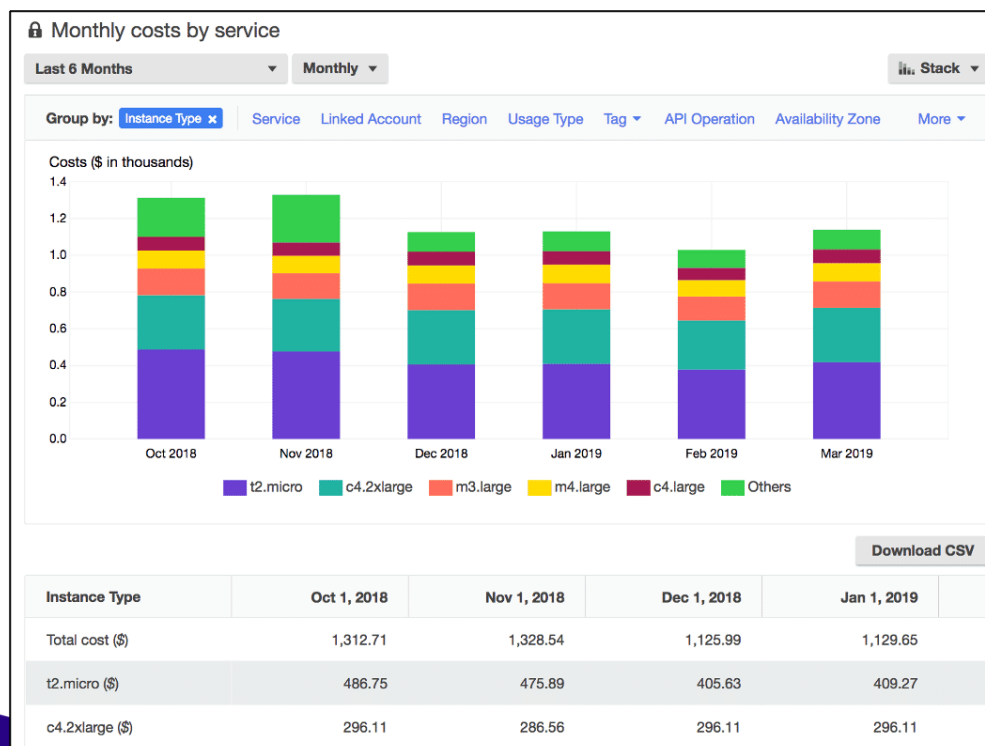 Monthly costs by service
Last 6 Months Monthly Stack
Group by: Instance Type × Service Linked Account Region Usage Type Tag API Operation Availability Zone More
Costs ($ in thousands)
1.4
1.2
1.0
0.8
0.6
0.4
0.2
0.0
Oct 2018 Nov 2018 Dec 2018 Jan 2019 Feb 2019 Mar 2019
t2.micro c4.2xlarge m3.large m4.large c4.large Others
Download CSV
Instance Type Oct 1, 2018 Nov 1, 2018 Dec 1, 2018 Jan 1, 2019
Total cost ($) 1,312.71 1,328.54 1,125.99 1,129.65
t2.micro ($) 486.75 475.89 405.63 409.27
c4.2xlarge ($) 296.11 286.56 296.11 296.11